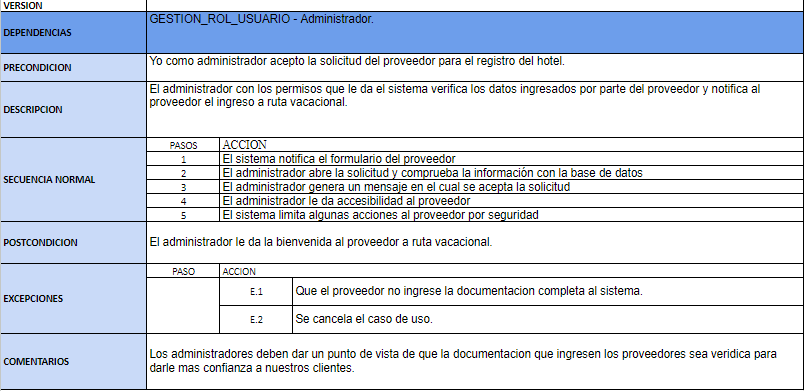 VERSION
DEPENDENCIAS
GESTION_ROL_USUARIO - Administrador.
PRECONDICION
Yo como administrador acepto la solicitud del proveedor para el registro del hotel.
DESCRIPCION
El administrador con los permisos que le da el sistema verifica los datos ingresados por parte del proveedor y notifica al
proveedor el ingreso a ruta vacacional.
SECUENCIA NORMAL
PASOS ACCION
1 El sistema notifica el formulario del proveedor
2 El administrador abre la solicitud y comprueba la información con la base de datos
3 El administrador genera un mensaje en el cual se acepta la solicitud
4 El administrador le da accesibilidad al proveedor
5 El sistema limita algunas acciones al proveedor por seguridad
POSTCONDICION
El administrador le da la bienvenida al proveedor a ruta vacacional.
EXCEPCIONES
PASO ACCION
E.1 Que el proveedor no ingrese la documentacion completa al sistema.
E.2 Se cancela el caso de uso.
COMENTARIOS
Los administradores deben dar un punto de vista de que la documentacion que ingresen los proveedores sea veridica para
darle mas confianza a nuestros clientes.